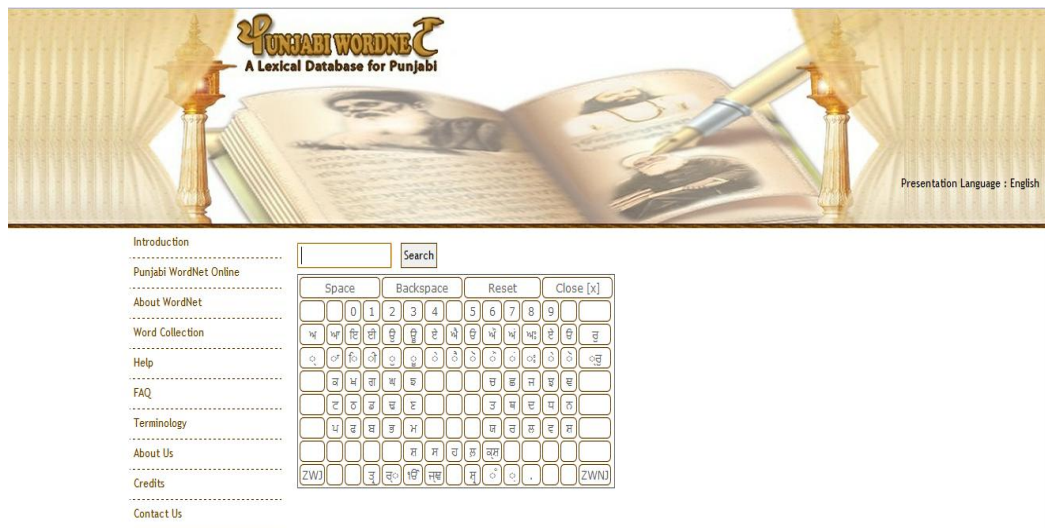 PUNJABI WORDNET
A Lexical Database for Punjabi
Presentation Language : English
Introduction
Punjabi WordNet Online
About WordNet
Word Collection
Help
FAQ
Terminology
About Us
Credits
Contact Us
Search
Space Backspace Reset Close [x]
0 1 2 3 4 5 6 7 8 9
ਅ ਆ ਇ ਈ ਉ ਊ ਏ ਐ
ਕ ਖ ਗ ਘ ਙ ਚ ਛ ਜ ਝ ਞ
ਟ ਠ ਡ ਢ ਣ ਤ ਥ ਦ ਧ ਨ
ਪ ਫ ਬ ਭ ਮ ਯ ਰ ਲ ਵ ਸ਼
ਸ ਹ
ZWJ ZWNJ